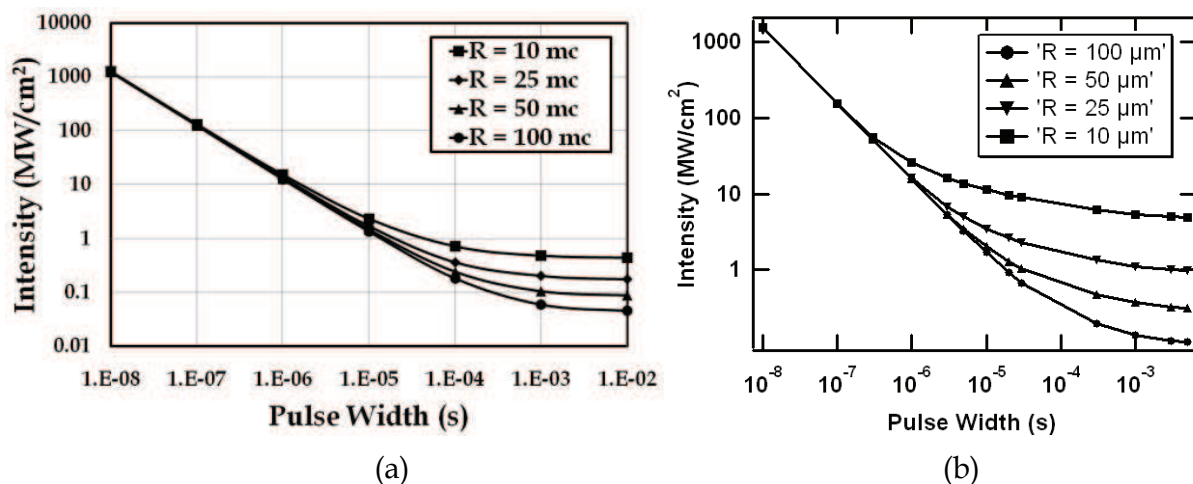 10000
1000
100
10
1
0.1
0.01
Intensity (MW/cm²)
R = 10 mc
R = 25 mc
R = 50 mc
R = 100 mc
1.E-08 1.E-07 1.E-06 1.E-05 1.E-04 1.E-03 1.E-02
Pulse Width (s)
(a)
1000
100
10
1
Intensity (MW/cm²)
'R = 100 µm'
'R = 50 µm'
'R = 25 µm'
'R = 10 µm'
10⁻⁸ 10⁻⁷ 10⁻⁶ 10⁻⁵ 10⁻⁴ 10⁻³
Pulse Width (s)
(b)